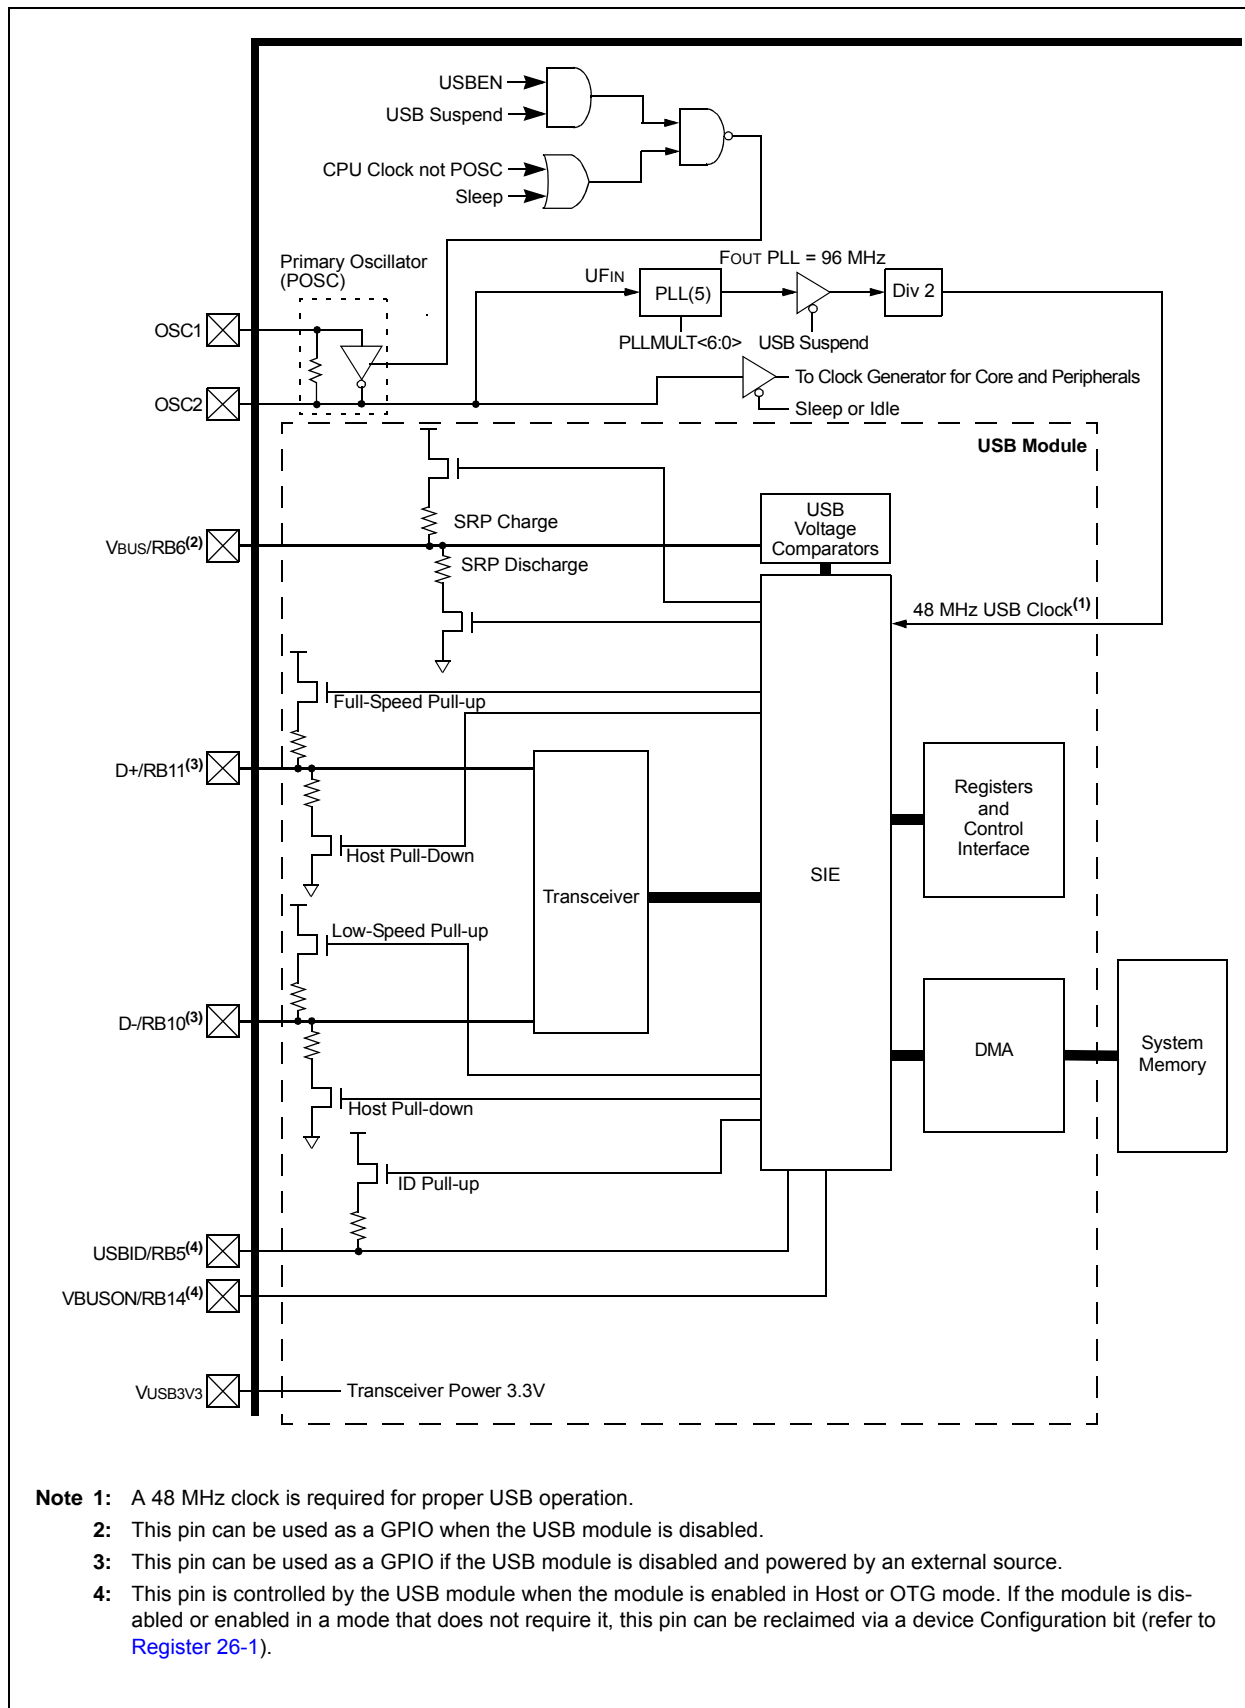 USBEN
USB Suspend
CPU Clock not POSC
Sleep
Primary Oscillator
(POSC)
FOUT PLL = 96 MHz
UFIN
PLL(5)
Div 2
OSC1
PLLMULT<6:0>
USB Suspend
To Clock Generator for Core and Peripherals
OSC2
Sleep or Idle
USB Module
SRP Charge
USB
Voltage
Comparators
VBUS/RB6(2)
SRP Discharge
48 MHz USB Clock(1)
Full-Speed Pull-up
D+/RB11(3)
Registers
and
Control
Interface
Host Pull-Down
SIE
Transceiver
Low-Speed Pull-up
D-/RB10(3)
DMA
System
Memory
Host Pull-down
ID Pull-up
USBID/RB5(4)
VBUSON/RB14(4)
VUSB3V3
Transceiver Power 3.3V
Note 1: A 48 MHz clock is required for proper USB operation.
2: This pin can be used as a GPIO when the USB module is disabled.
3: This pin can be used as a GPIO if the USB module is disabled and powered by an external source.
4: This pin is controlled by the USB module when the module is enabled in Host or OTG mode. If the module is dis-
abled or enabled in a mode that does not require it, this pin can be reclaimed via a device Configuration bit (refer to
Register 26-1).